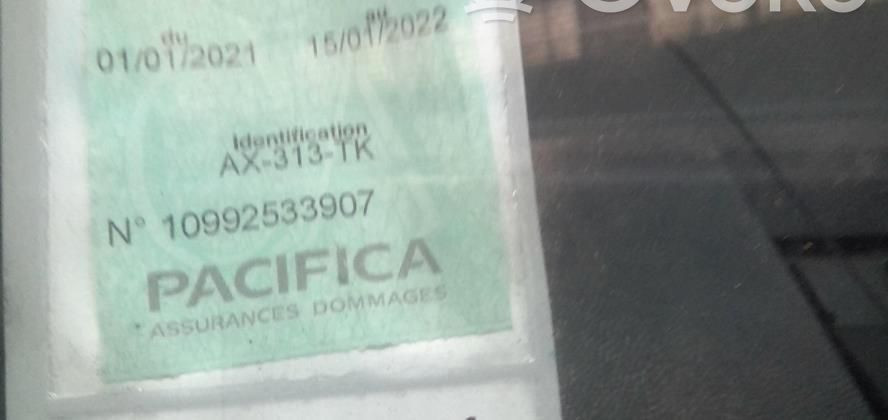 du au
01/01/2021 15/01/2022
Identification
AX-313-TK
N° 10992533907
PACIFICA
ASSURANCES DOMMAGES